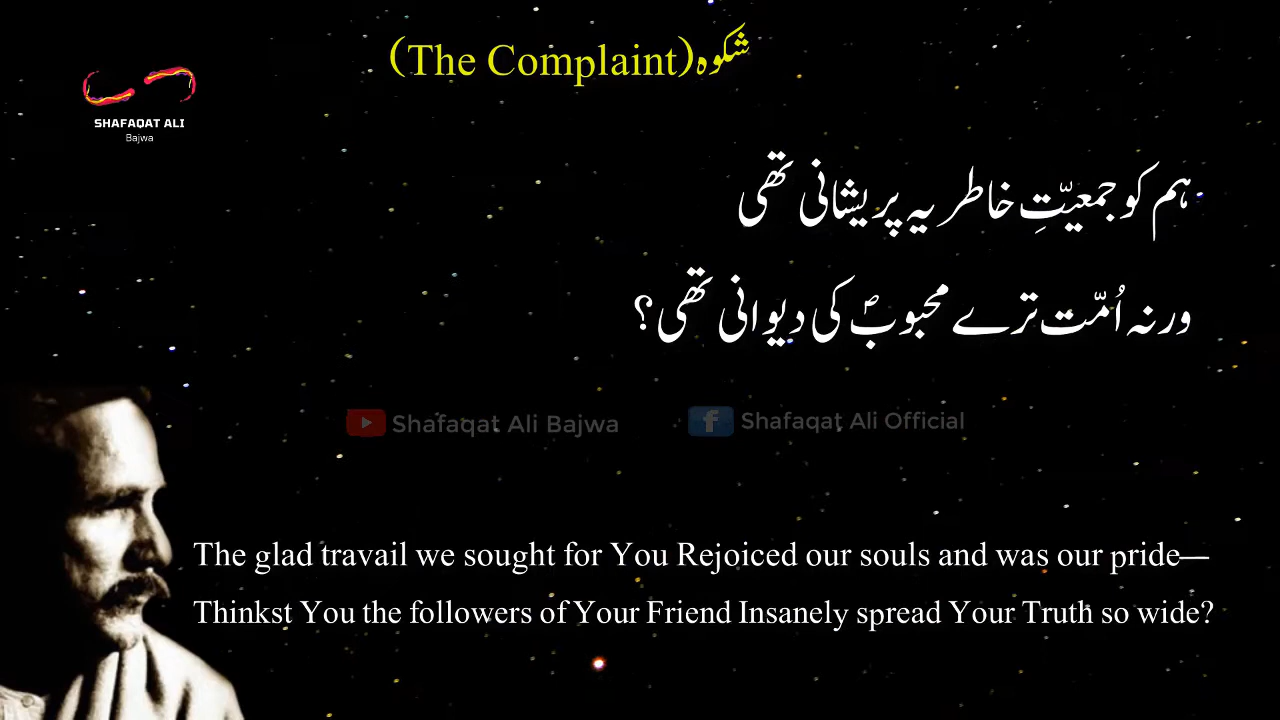 شکوہ(The Complaint)
SHAFAQAT ALI
Bajwa
ہم کو جمعیّتِ خاطر یہ پریشانی تھی
ورنہ اُمّت ترے محبوبؐ کی دیوانی تھی؟
Shafaqat Ali Bajwa
Shafaqat Ali Official
The glad travail we sought for You Rejoiced our souls and was our pride—
Thinkst You the followers of Your Friend Insanely spread Your Truth so wide?